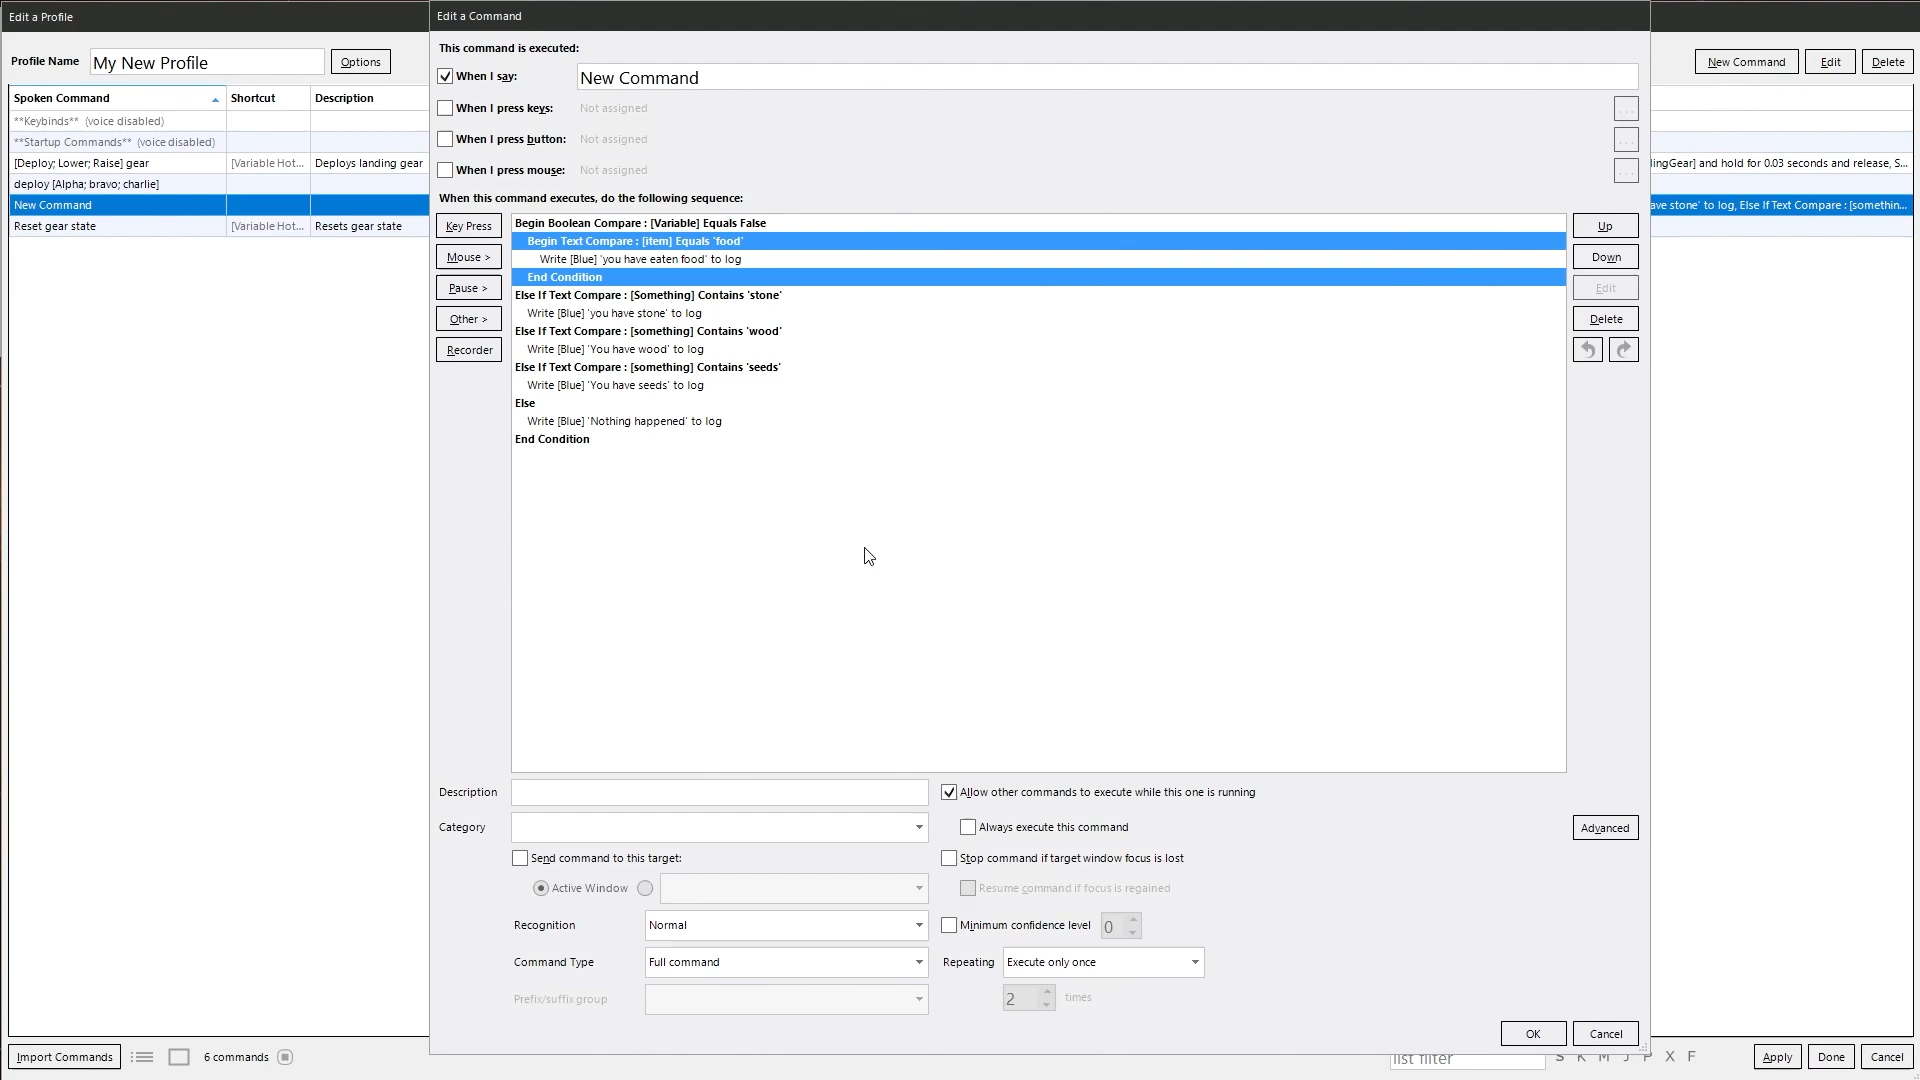 Edit a Profile
Edit a Command
This command is executed:
Profile Name My New Profile Options
When I say: New Command
New Command Edit Delete
Spoken Command Shortcut Description
When I press keys: Not assigned ...
**Keybinds** (voice disabled)
**Startup Commands** (voice disabled)
When I press button: Not assigned ...
[Deploy; Lower; Raise] gear [Variable Hot... Deploys landing gear
When I press mouse: Not assigned ...
dingGear] and hold for 0.03 seconds and release, S...
deploy [Alpha; bravo; charlie]
When this command executes, do the following sequence:
New Command
ave stone' to log, Else If Text Compare : [somethin...
Reset gear state [Variable Hot... Resets gear state
Key Press
Mouse >
Pause >
Other >
Recorder
Begin Boolean Compare : [Variable] Equals False
Begin Text Compare : [item] Equals 'food'
Write [Blue] 'you have eaten food' to log
End Condition
Else If Text Compare : [Something] Contains 'stone'
Write [Blue] 'you have stone' to log
Else If Text Compare : [something] Contains 'wood'
Write [Blue] 'You have wood' to log
Else If Text Compare : [something] Contains 'seeds'
Write [Blue] 'You have seeds' to log
Else
Write [Blue] 'Nothing happened' to log
End Condition
Up
Down
Edit
Delete
Description
Allow other commands to execute while this one is running
Category
Always execute this command
Advanced
Send command to this target:
Stop command if target window focus is lost
Active Window
Resume command if focus is regained
Recognition Normal
Minimum confidence level 0
Command Type Full command
Repeating Execute only once
Prefix/suffix group
2 times
OK Cancel
Import Commands 6 commands
list filter S K M J P X F
Apply Done Cancel